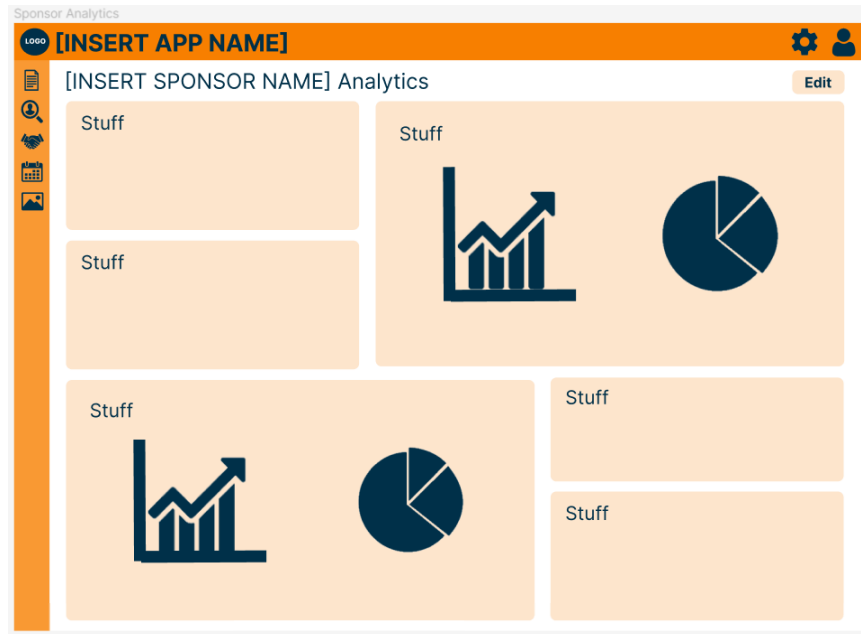 Sponsor Analytics
LOGO [INSERT APP NAME]
[INSERT SPONSOR NAME] Analytics
Edit
Stuff
Stuff
Stuff
Stuff
Stuff
Stuff